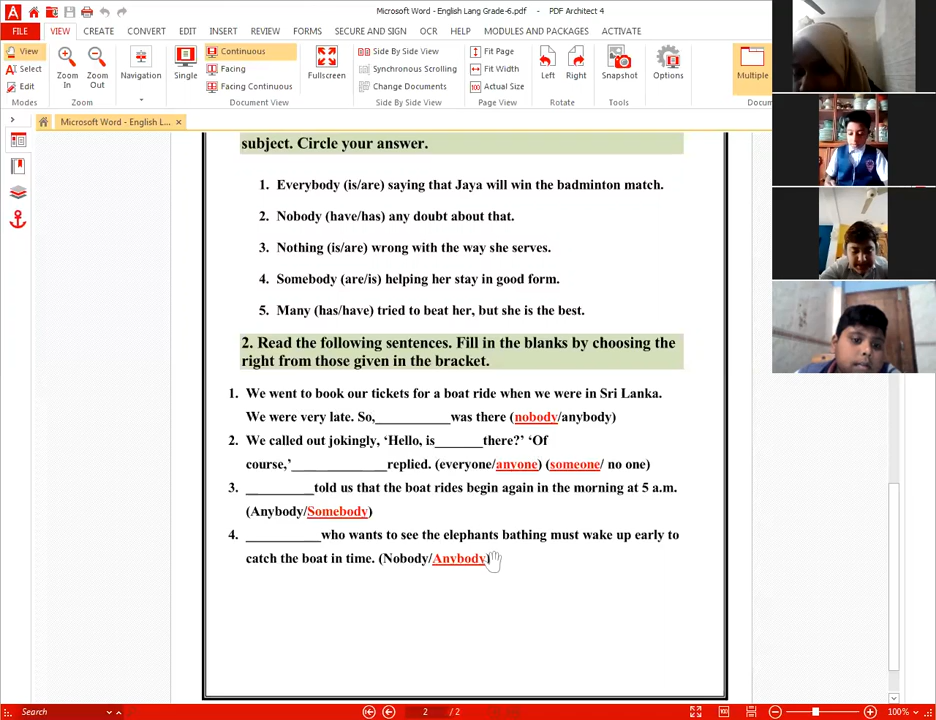 Microsoft Word - English Lang Grade-6.pdf - PDF Architect 4
FILE VIEW CREATE CONVERT EDIT INSERT REVIEW FORMS SECURE AND SIGN OCR HELP MODULES AND PACKAGES ACTIVATE
View Select Edit Modes
Zoom In Zoom Out Zoom
Navigation
Single Continuous Facing Facing Continuous Document View
Fullscreen
Side By Side View Synchronous Scrolling Change Documents Side By Side View
Fit Page Fit Width Actual Size Page View
Left Right Rotate
Snapshot Tools
Options
Multiple
Docu
Microsoft Word - English L... ×
subject. Circle your answer.
1. Everybody (is/are) saying that Jaya will win the badminton match.
2. Nobody (have/has) any doubt about that.
3. Nothing (is/are) wrong with the way she serves.
4. Somebody (are/is) helping her stay in good form.
5. Many (has/have) tried to beat her, but she is the best.
2. Read the following sentences. Fill in the blanks by choosing the
right from those given in the bracket.
1. We went to book our tickets for a boat ride when we were in Sri Lanka.
We were very late. So,__________was there (nobody/anybody)
2. We called out jokingly, ‘Hello, is______there?’ ‘Of
course,’____________replied. (everyone/anyone) (someone/ no one)
3. _________told us that the boat rides begin again in the morning at 5 a.m.
(Anybody/Somebody)
4. __________who wants to see the elephants bathing must wake up early to
catch the boat in time. (Nobody/Anybody)
Search 2 / 2 100%